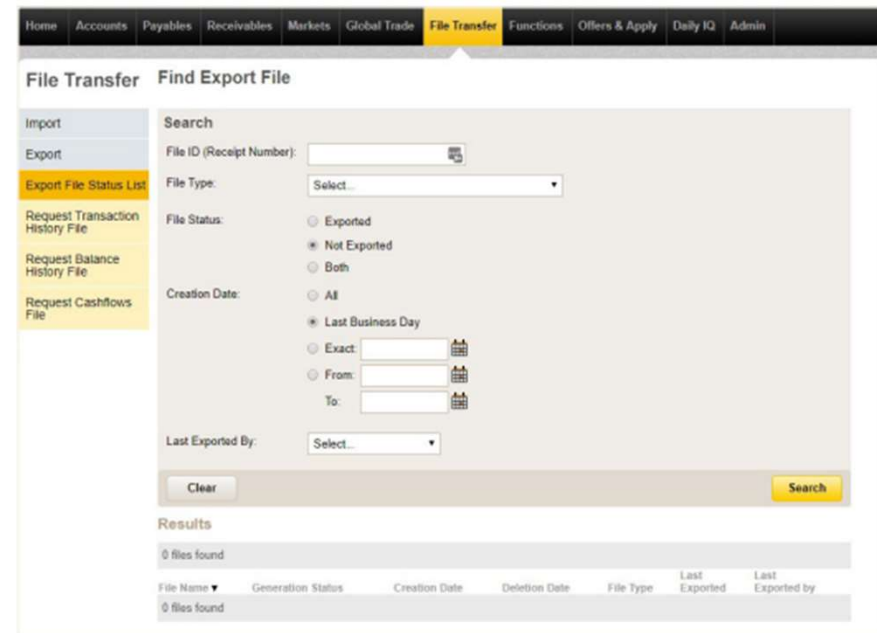 Home Accounts Payables Receivables Markets Global Trade File Transfer Functions Offers & Apply Daily IQ Admin
File Transfer
Find Export File
Import
Export
Export File Status List
Request Transaction
History File
Request Balance
History File
Request Cashflows
File
Search
File ID (Receipt Number):
File Type: Select...
File Status: Exported
Not Exported
Both
Creation Date: All
Last Business Day
Exact:
From:
To:
Last Exported By: Select...
Clear Search
Results
0 files found
File Name ▼ Generation Status Creation Date Deletion Date File Type Last Exported Last Exported by
0 files found